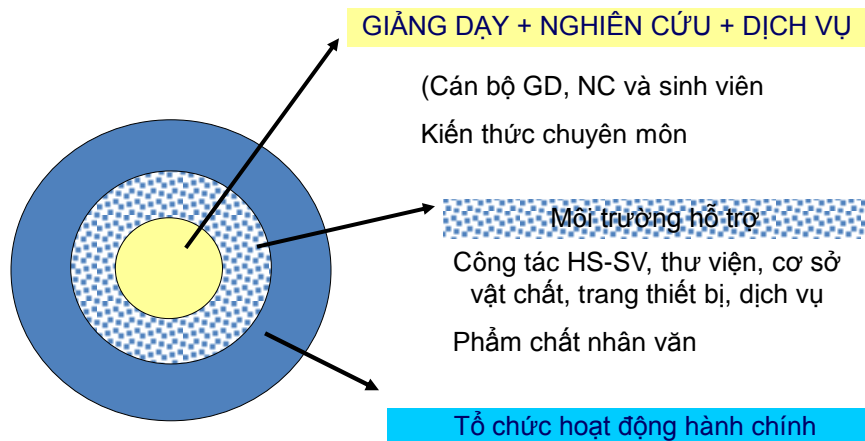 GIẢNG DẠY + NGHIÊN CỨU + DỊCH VỤ
(Cán bộ GD, NC và sinh viên
Kiến thức chuyên môn
Môi trường hỗ trợ
Công tác HS-SV, thư viện, cơ sở
vật chất, trang thiết bị, dịch vụ
Phẩm chất nhân văn
Tổ chức hoạt động hành chính